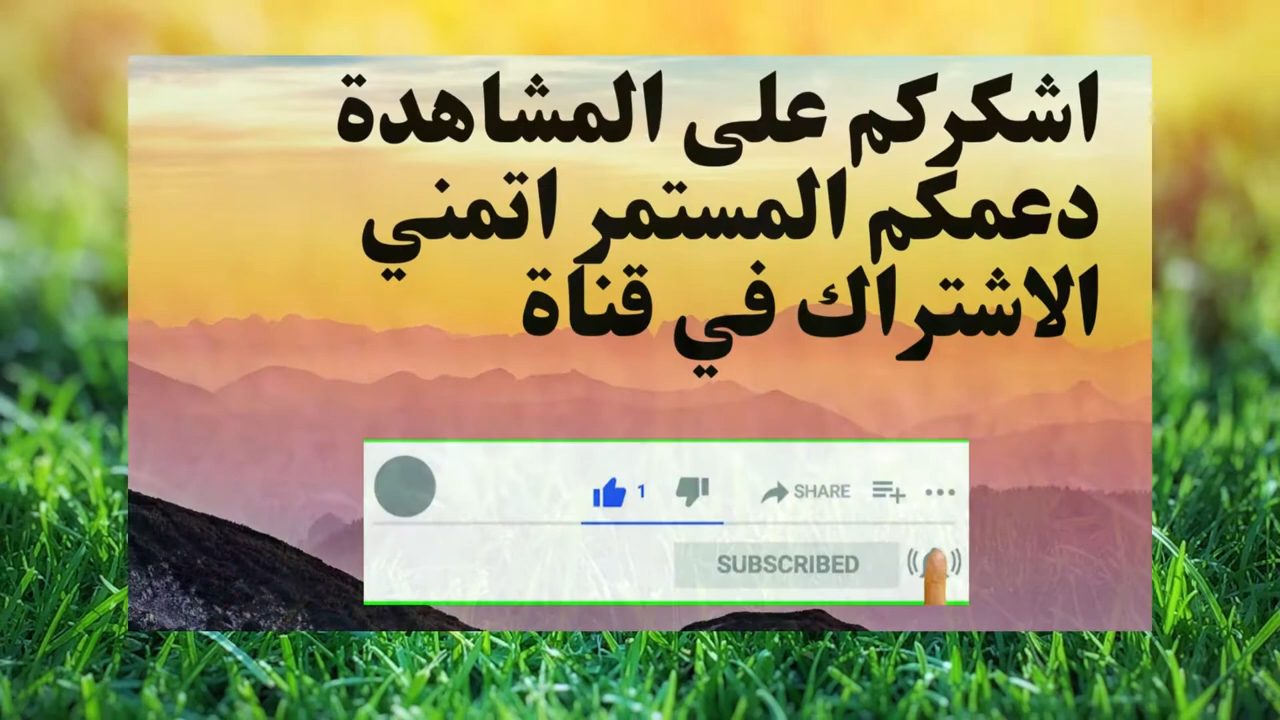 اشكركم على المشاهدة
دعمكم المستمر اتمني
الاشتراك في قناة
1 SHARE
SUBSCRIBED